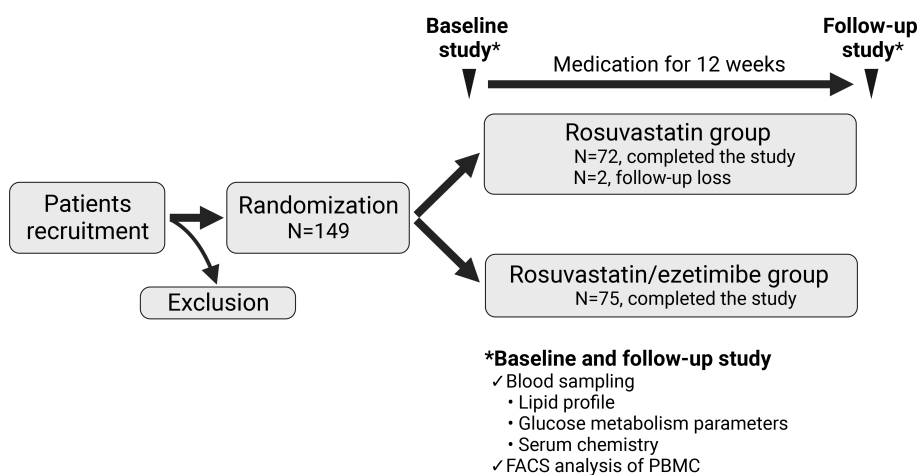 Baseline
study*
Follow-up
study*
Medication for 12 weeks
Patients
recruitment
Exclusion
Randomization
N=149
Rosuvastatin group
N=72, completed the study
N=2, follow-up loss
Rosuvastatin/ezetimibe group
N=75, completed the study
*Baseline and follow-up study
✓Blood sampling
• Lipid profile
• Glucose metabolism parameters
• Serum chemistry
✓FACS analysis of PBMC